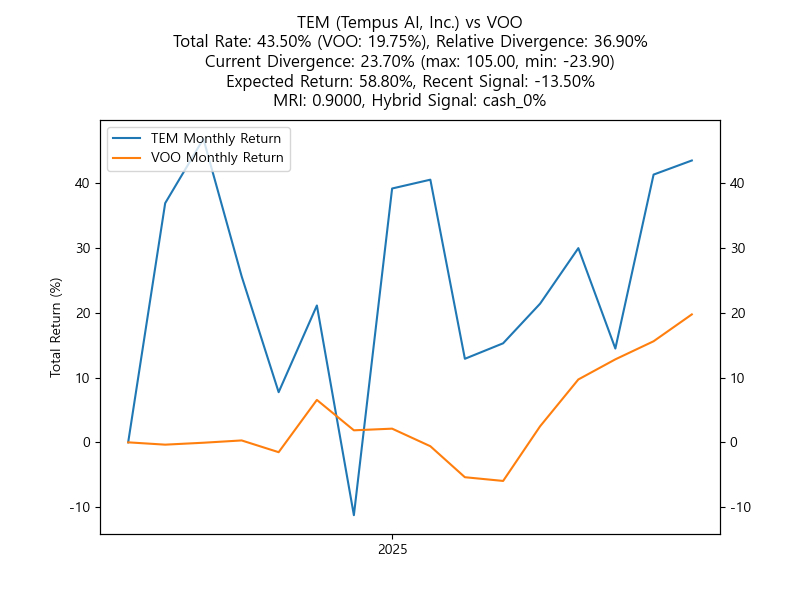 TEM (Tempus AI, Inc.) vs VOO
Total Rate: 43.50% (VOO: 19.75%), Relative Divergence: 36.90%
Current Divergence: 23.70% (max: 105.00, min: -23.90)
Expected Return: 58.80%, Recent Signal: -13.50%
MRI: 0.9000, Hybrid Signal: cash_0%
TEM Monthly Return
VOO Monthly Return
40 40
30 30
20 20
10 10
0 0
-10 -10
Total Return (%)
2025